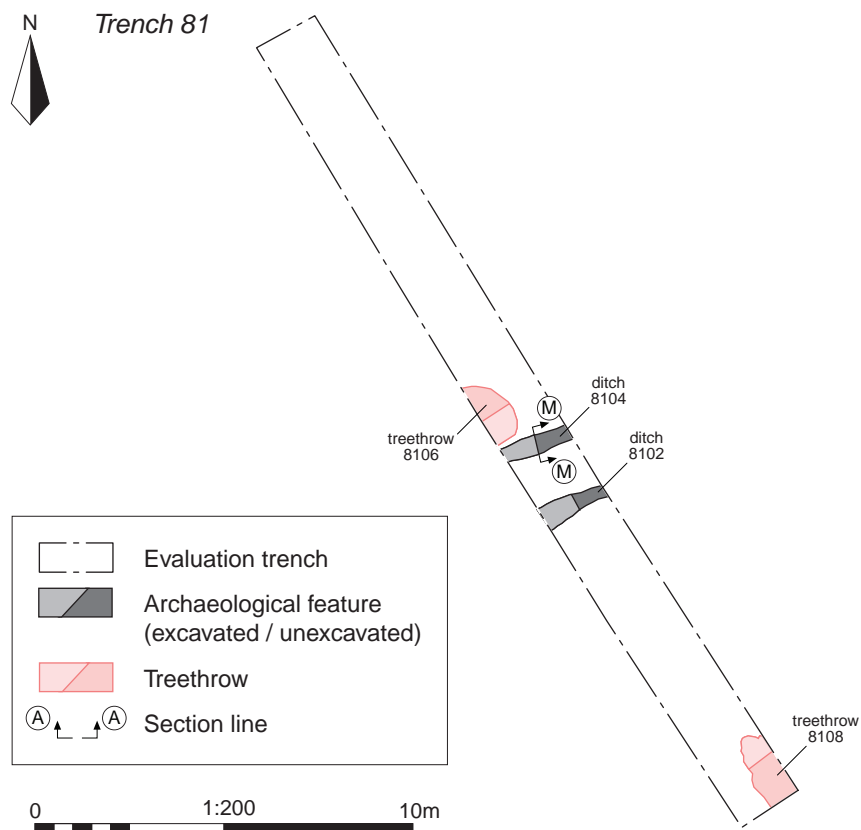 N
Trench 81
M
ditch
8104
treethrow
8106
M
ditch
8102
Evaluation trench
Archaeological feature
(excavated / unexcavated)
Treethrow
A A Section line
treethrow
8108
0 1:200 10m